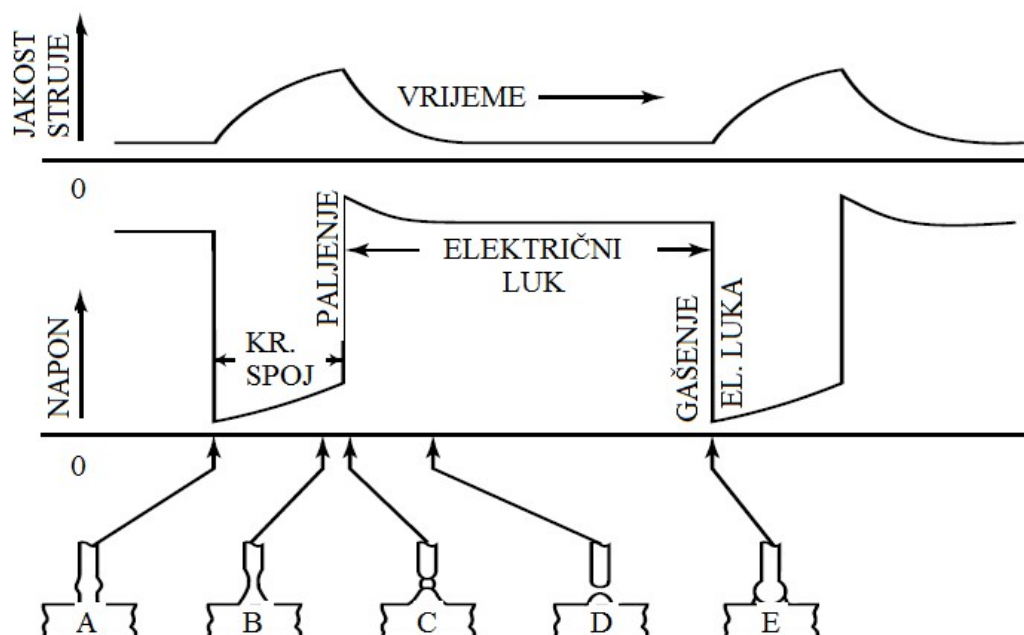 JAKOST
STRUJE
VRIJEME
0
PALJENJE
ELEKTRIČNI
LUK
KR.
SPOJ
GAŠENJE
EL. LUKA
NAPON
0
A
B
C
D
E